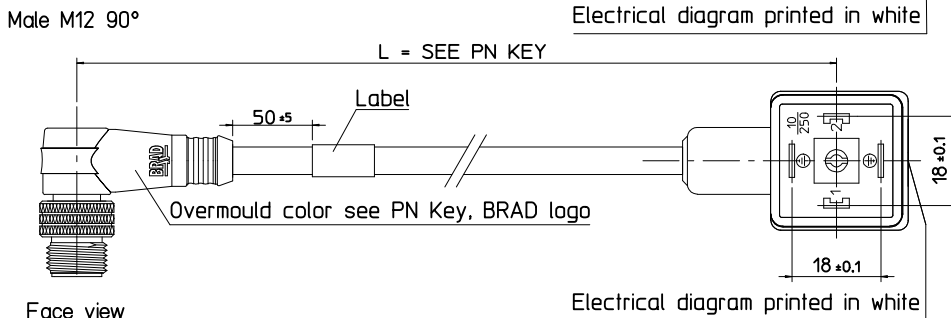 Male M12 90°
Electrical diagram printed in white
L = SEE PN KEY
50 ±5
Label
BRAD
10
250
2
1
18 ±0.1
Overmould color see PN Key, BRAD logo
18 ±0.1
Electrical diagram printed in white
Face view